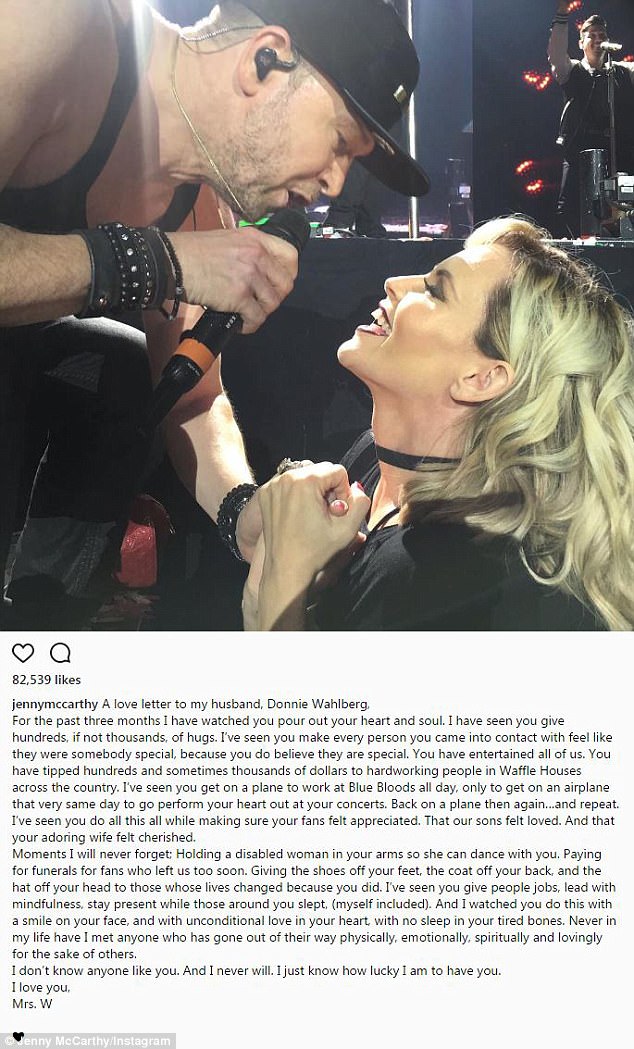 82,539 likes
jennymccarthy A love letter to my husband, Donnie Wahlberg,
For the past three months I have watched you pour out your heart and soul. I have seen you give
hundreds, if not thousands, of hugs. I've seen you make every person you came into contact with feel like
they were somebody special, because you do believe they are special. You have entertained all of us. You
have tipped hundreds and sometimes thousands of dollars to hardworking people in Waffle Houses
across the country. I've seen you get on a plane to work at Blue Bloods all day, only to get on an airplane
that very same day to go perform your heart out at your concerts. Back on a plane then again...and repeat.
I've seen you do all this all while making sure your fans felt appreciated. That our sons felt loved. And that
your adoring wife felt cherished.
Moments I will never forget; Holding a disabled woman in your arms so she can dance with you. Paying
for funerals for fans who left us too soon. Giving the shoes off your feet, the coat off your back, and the
hat off your head to those whose lives changed because you did. I've seen you give people jobs, lead with
mindfulness, stay present while those around you slept, (myself included). And I watched you do this with
a smile on your face, and with unconditional love in your heart, with no sleep in your tired bones. Never in
my life have I met anyone who has gone out of their way physically, emotionally, spiritually and lovingly
for the sake of others.
I don't know anyone like you. And I never will. I just know how lucky I am to have you.
I love you,
Mrs. W
© Jenny McCarthy/Instagram